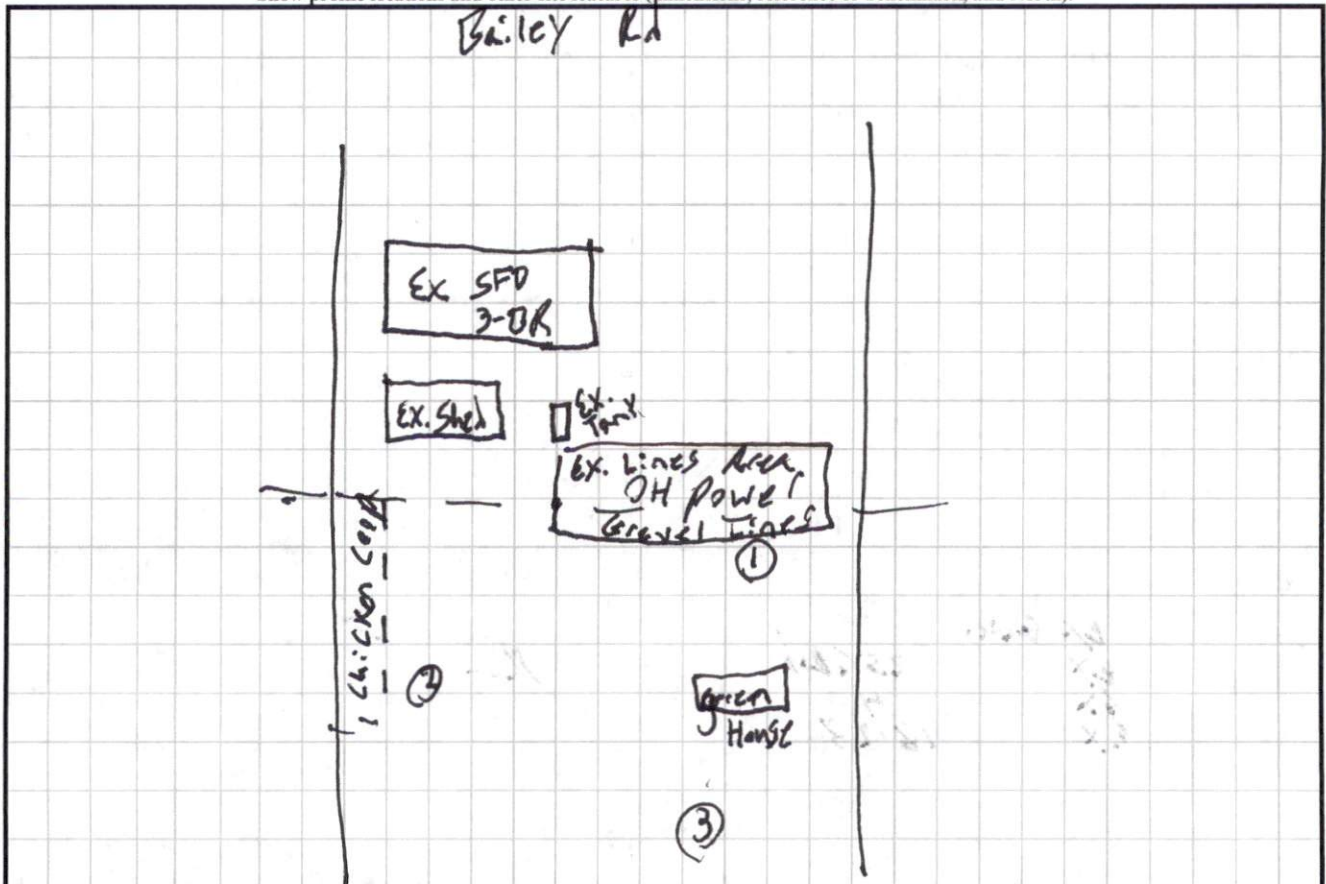 Bailey Rd
Ex SFD
3-BR
Ex. Shed
Ex.
Tank
Ex. Lines Area
OH Power
Gravel Lines
Chicken Coop
1
green
House
3